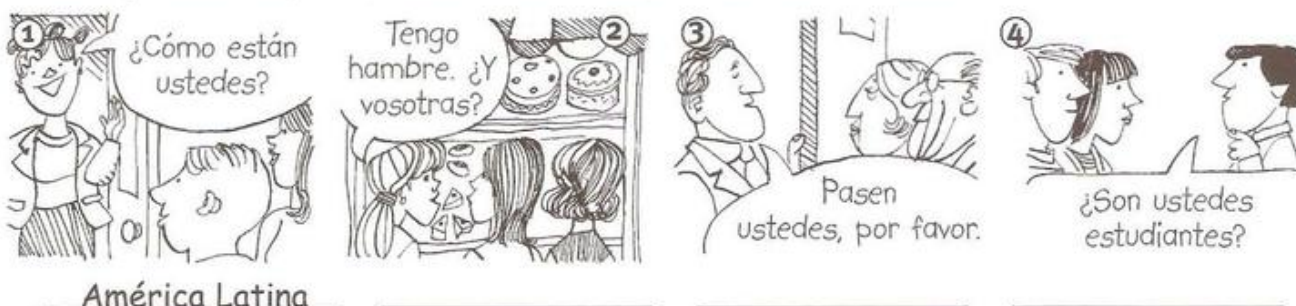 1
¿Cómo están
ustedes?
Tengo
hambre. ¿Y
vosotras?
2
3
Pasen
ustedes, por favor.
4
¿Son ustedes
estudiantes?
América Latina